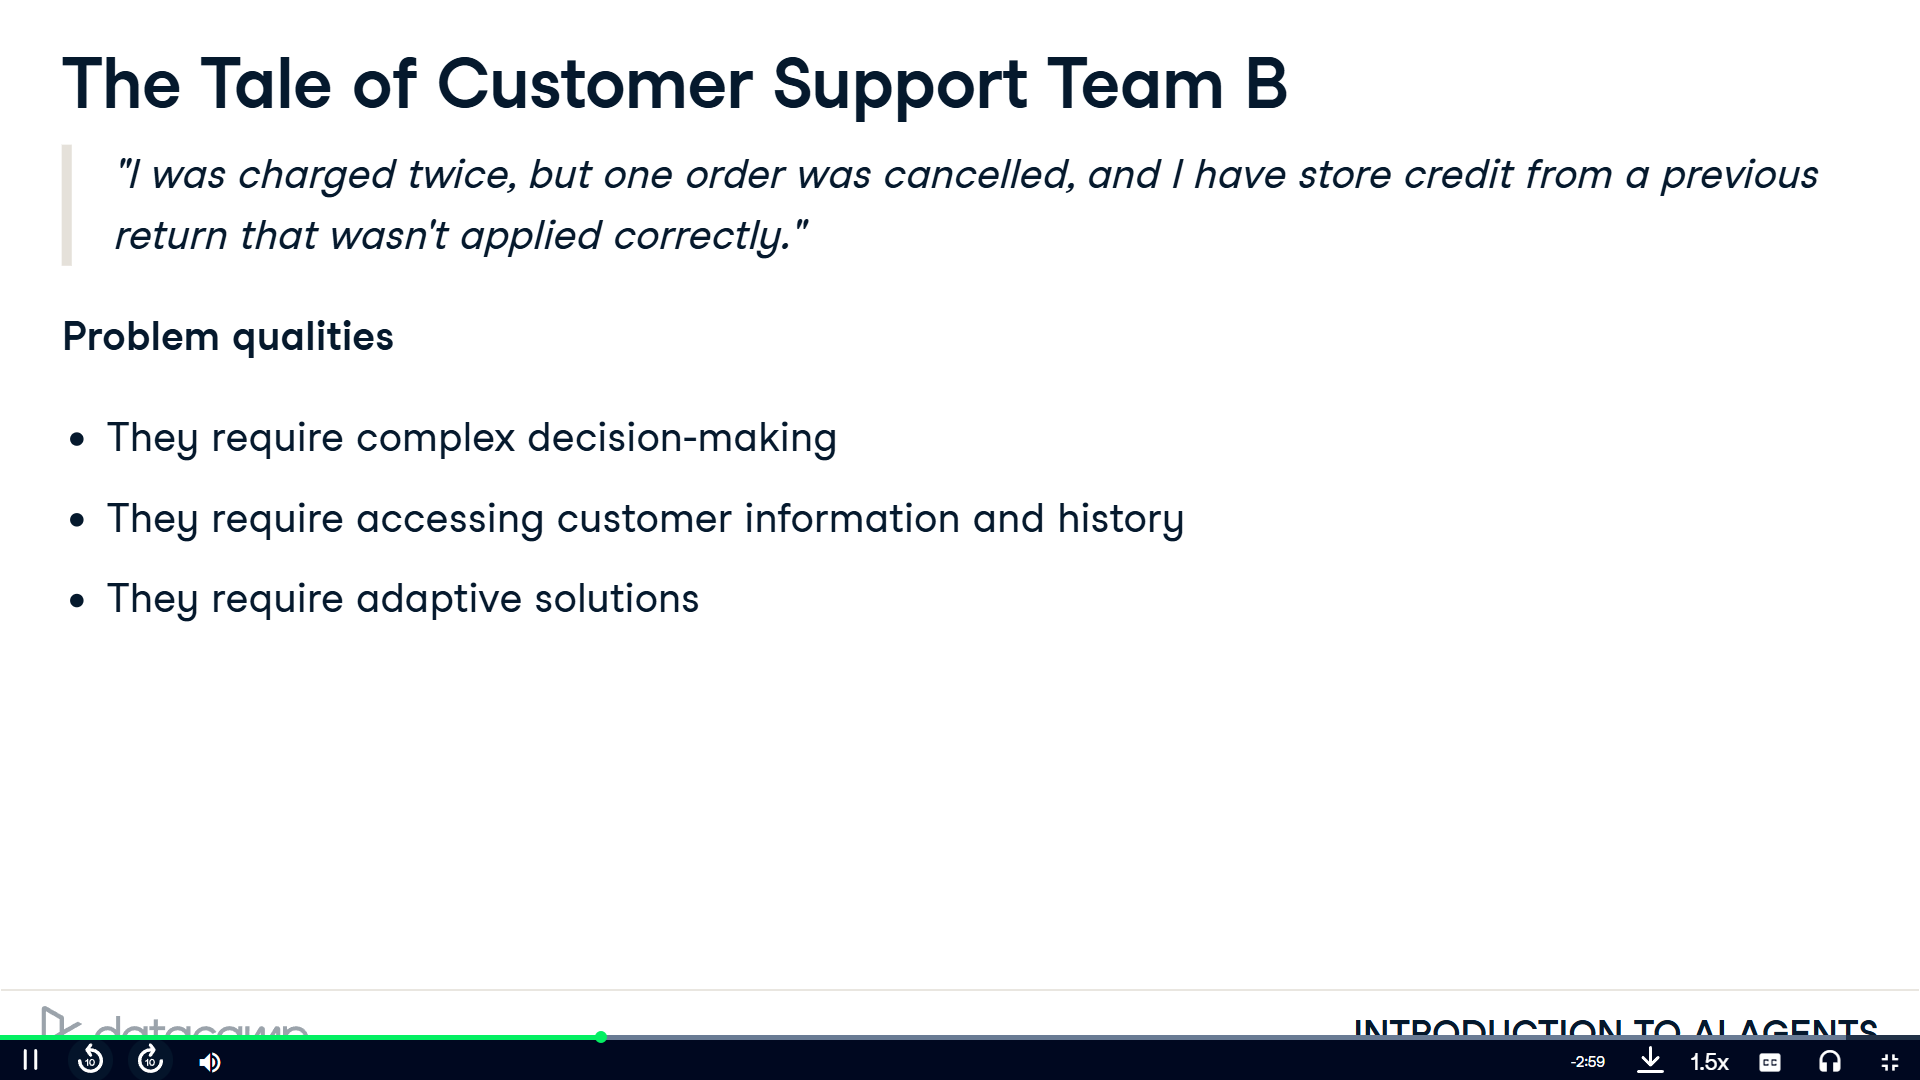 The Tale of Customer Support Team B
"I was charged twice, but one order was cancelled, and I have store credit from a previous
return that wasn't applied correctly."
Problem qualities
• They require complex decision-making
• They require accessing customer information and history
• They require adaptive solutions
datacamp
INTRODUCTION TO AI AGENTS
10
10
-2:59
1.5x
CC